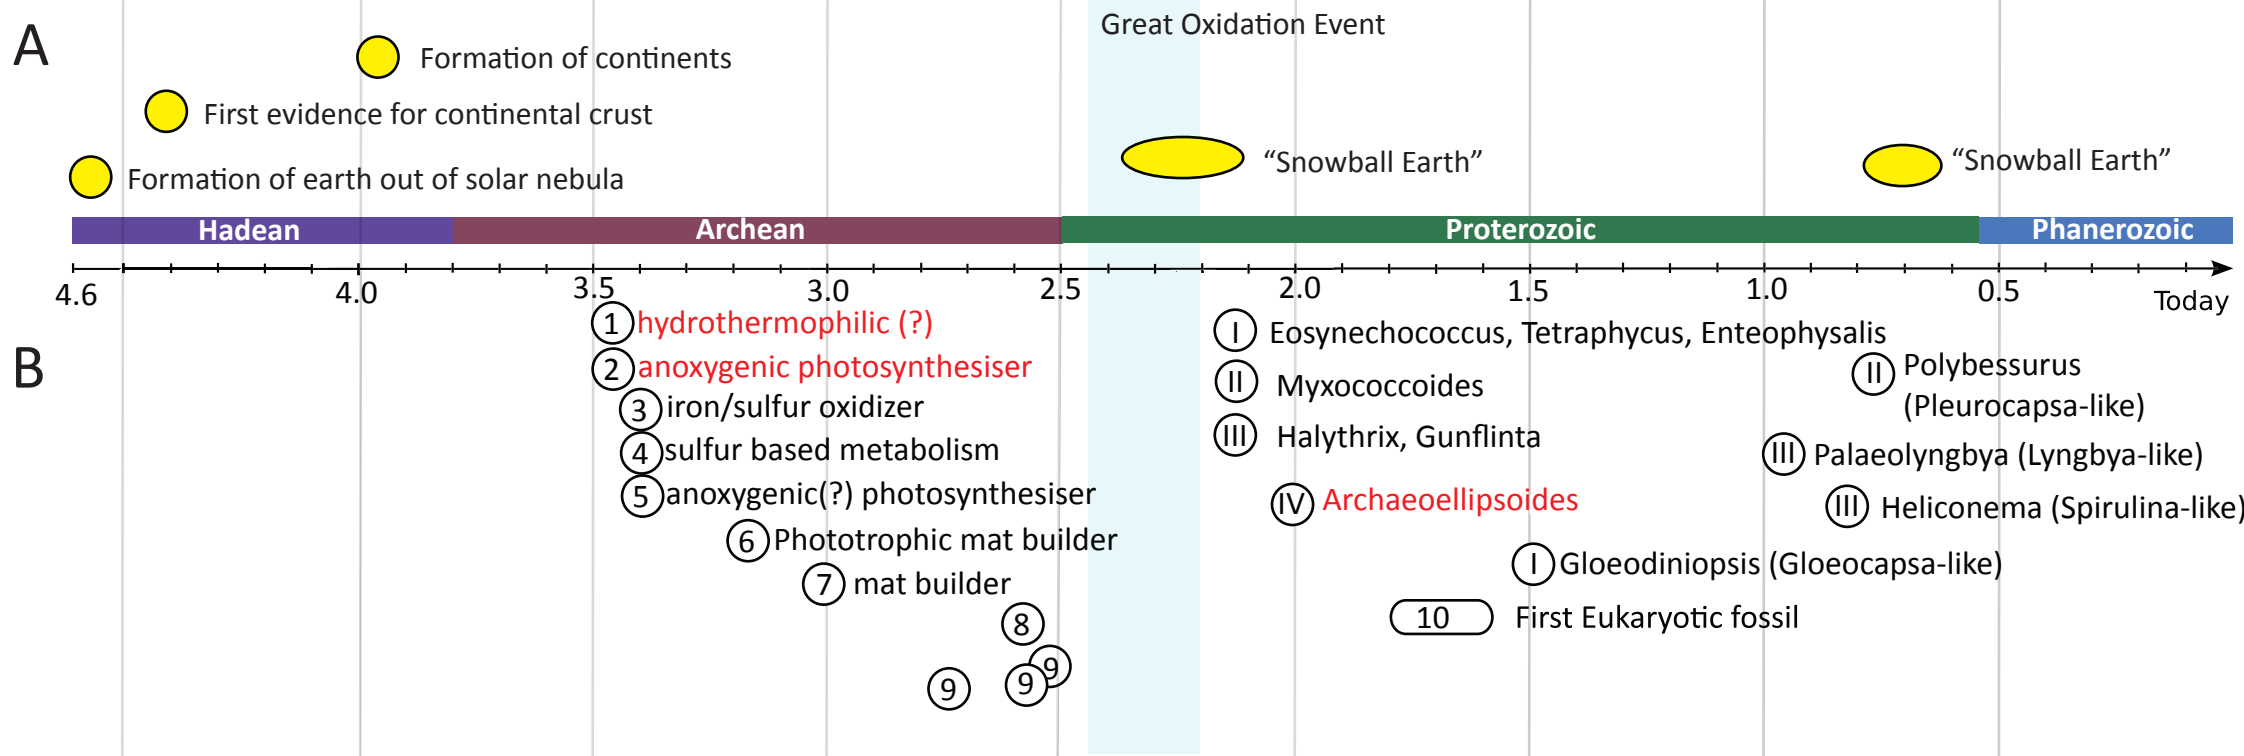 A
Great Oxidation Event
Formation of continents
First evidence for continental crust
Formation of earth out of solar nebula
“Snowball Earth”
“Snowball Earth”
Hadean
Archean
Proterozoic
Phanerozoic
4.6
4.0
3.5
3.0
2.5
2.0
1.5
1.0
0.5
Today
B
1 hydrothermophilic (?)
2 anoxygenic photosynthesiser
3 iron/sulfur oxidizer
4 sulfur based metabolism
5 anoxygenic(?) photosynthesiser
6 Phototrophic mat builder
7 mat builder
8
9
9
9
I Eosynechococcus, Tetraphycus, Enteophysalis
II Myxococcoides
III Halythrix, Gunflinta
IV Archaeoellipsoides
I Gloeodiniopsis (Gloeocapsa-like)
10 First Eukaryotic fossil
II Polybessurus
(Pleurocapsa-like)
III Palaeolyngbya (Lyngbya-like)
III Heliconema (Spirulina-like)